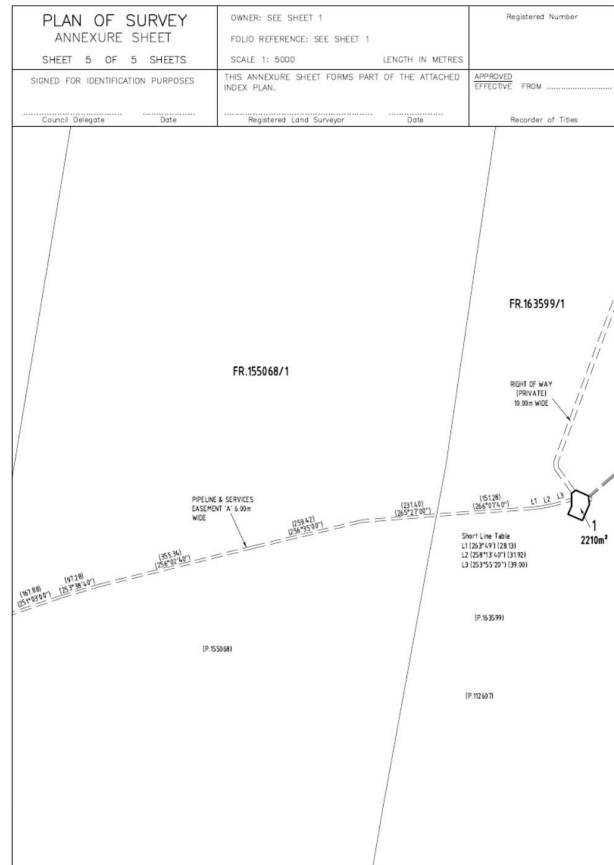 PLAN OF SURVEY
ANNEXURE SHEET
SHEET 5 OF 5 SHEETS
OWNER: SEE SHEET 1
FOLIO REFERENCE: SEE SHEET 1
SCALE 1: 5000 LENGTH IN METRES
Registered Number
SIGNED FOR IDENTIFICATION PURPOSES
Council Delegate Date
THIS ANNEXURE SHEET FORMS PART OF THE ATTACHED
INDEX PLAN.
Registered Land Surveyor Date
APPROVED
EFFECTIVE FROM
Recorder of Titles
FR.163599/1
FR.155068/1
RIGHT OF WAY
(PRIVATE)
10.00m WIDE
PIPELINE & SERVICES
EASEMENT 'A' 6.00m
WIDE
(151.28)
(266°07'40")
L1 L2 L3
(231.40)
(265°27'00")
(259.42)
(256°55'00")
(355.34)
(256°02'40")
(97.28)
(253°38'40")
(167.88)
(251°03'00")
1
2210m²
Short Line Table
L1 (263°49') (28.13)
L2 (258°13'40") (31.92)
L3 (253°55'20") (39.00)
(P.163599)
(P.155068)
(P.112607)